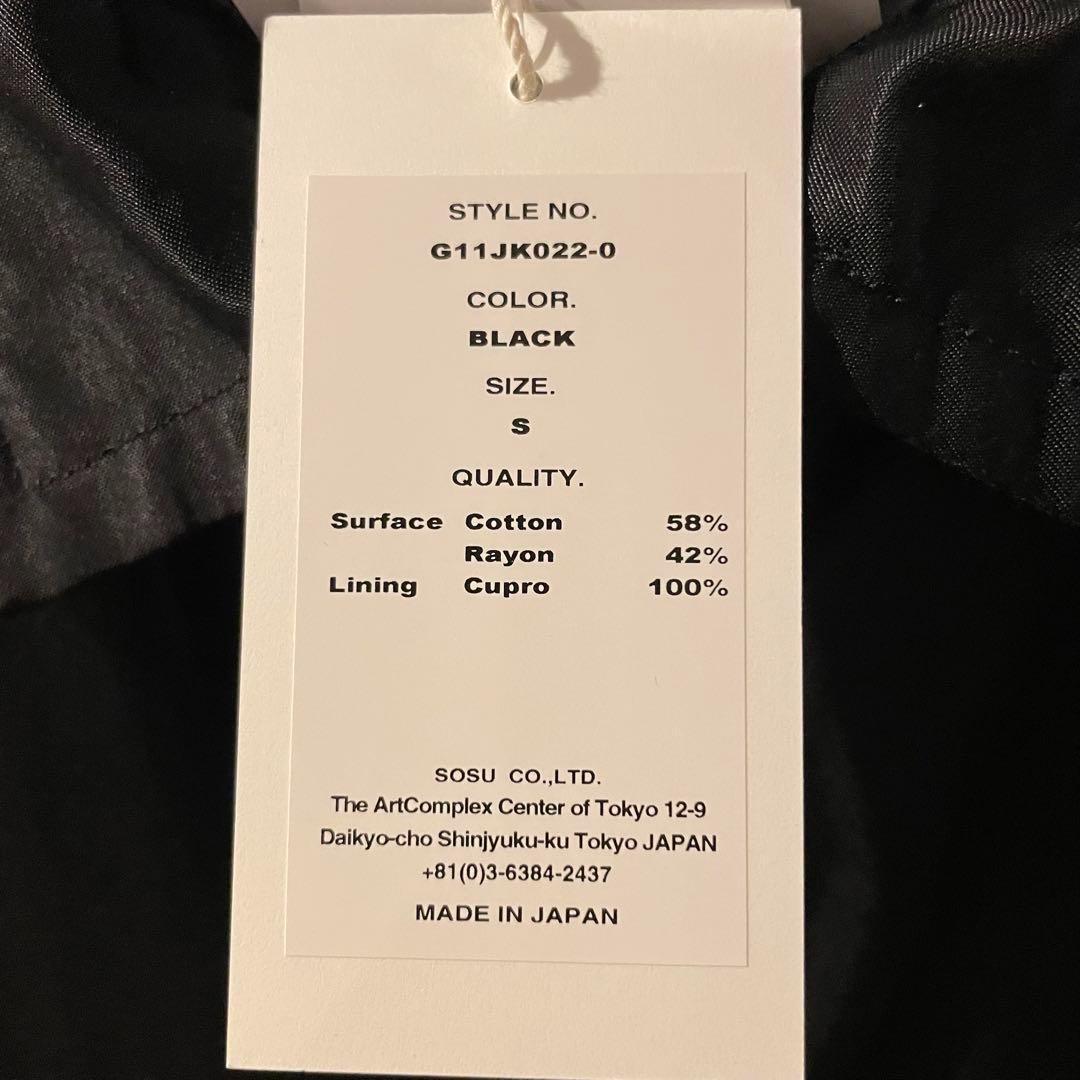 STYLE NO.
G11JK022-0
COLOR.
BLACK
SIZE.
S
QUALITY.
Surface Cotton 58%
Rayon 42%
Lining Cupro 100%
SOSU CO.,LTD.
The ArtComplex Center of Tokyo 12-9
Daikyo-cho Shinjyuku-ku Tokyo JAPAN
+81(0)3-6384-2437
MADE IN JAPAN